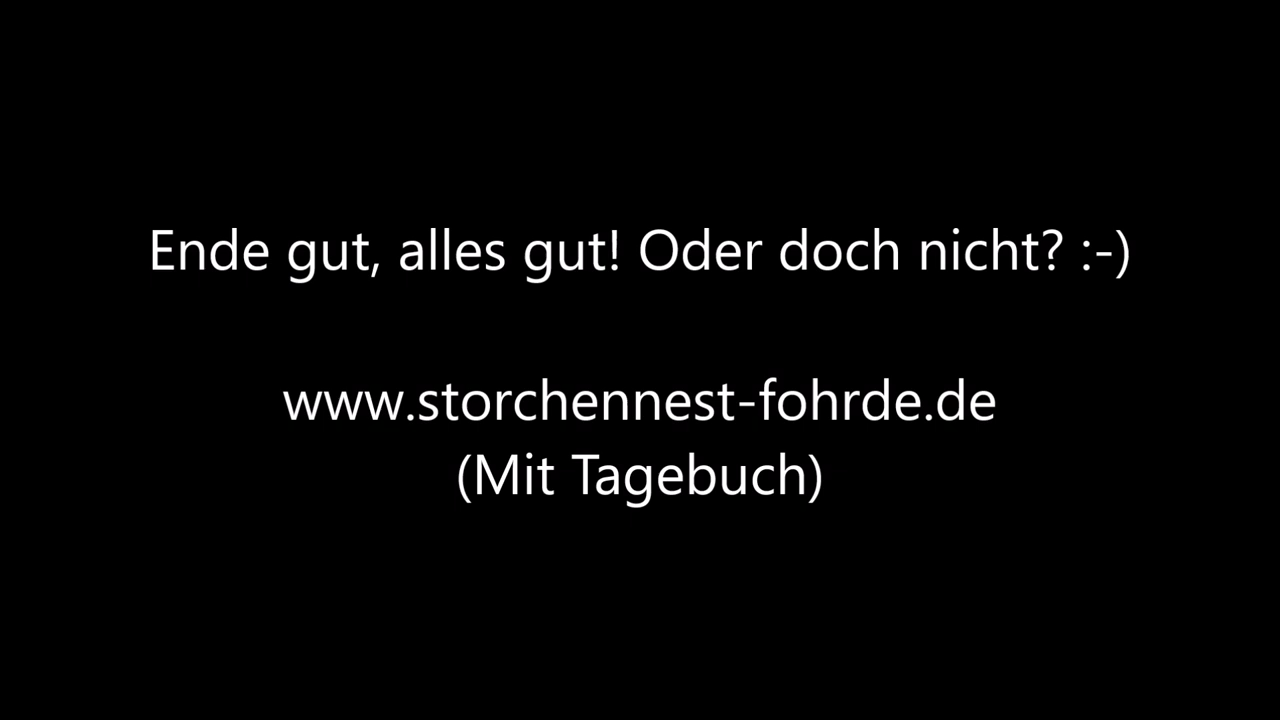 Ende gut, alles gut! Oder doch nicht? :-)
www.storchennest-fohrde.de
(Mit Tagebuch)